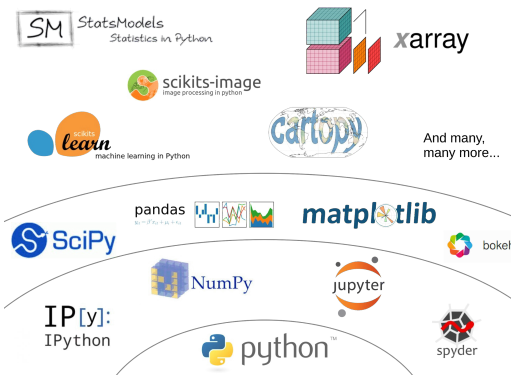 SM StatsModels
Statistics in Python
xarray
scikits-image
image processing in python
cartopy
scikits
learn
machine learning in Python
And many,
many more...
pandas
matplotlib
SciPy
bokeh
NumPy
jupyter
IP[y]:
IPython
spyder
python™